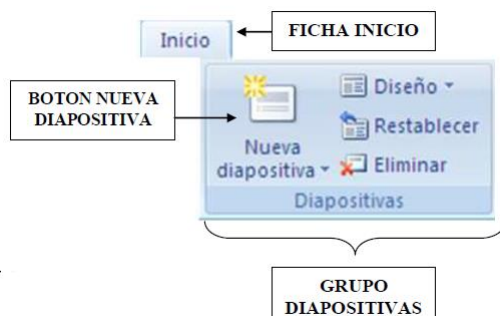 Inicio
FICHA INICIO
BOTON NUEVA
DIAPOSITIVA
Nueva
diapositiva
Diseño
Restablecer
Eliminar
Diapositivas
GRUPO
DIAPOSITIVAS